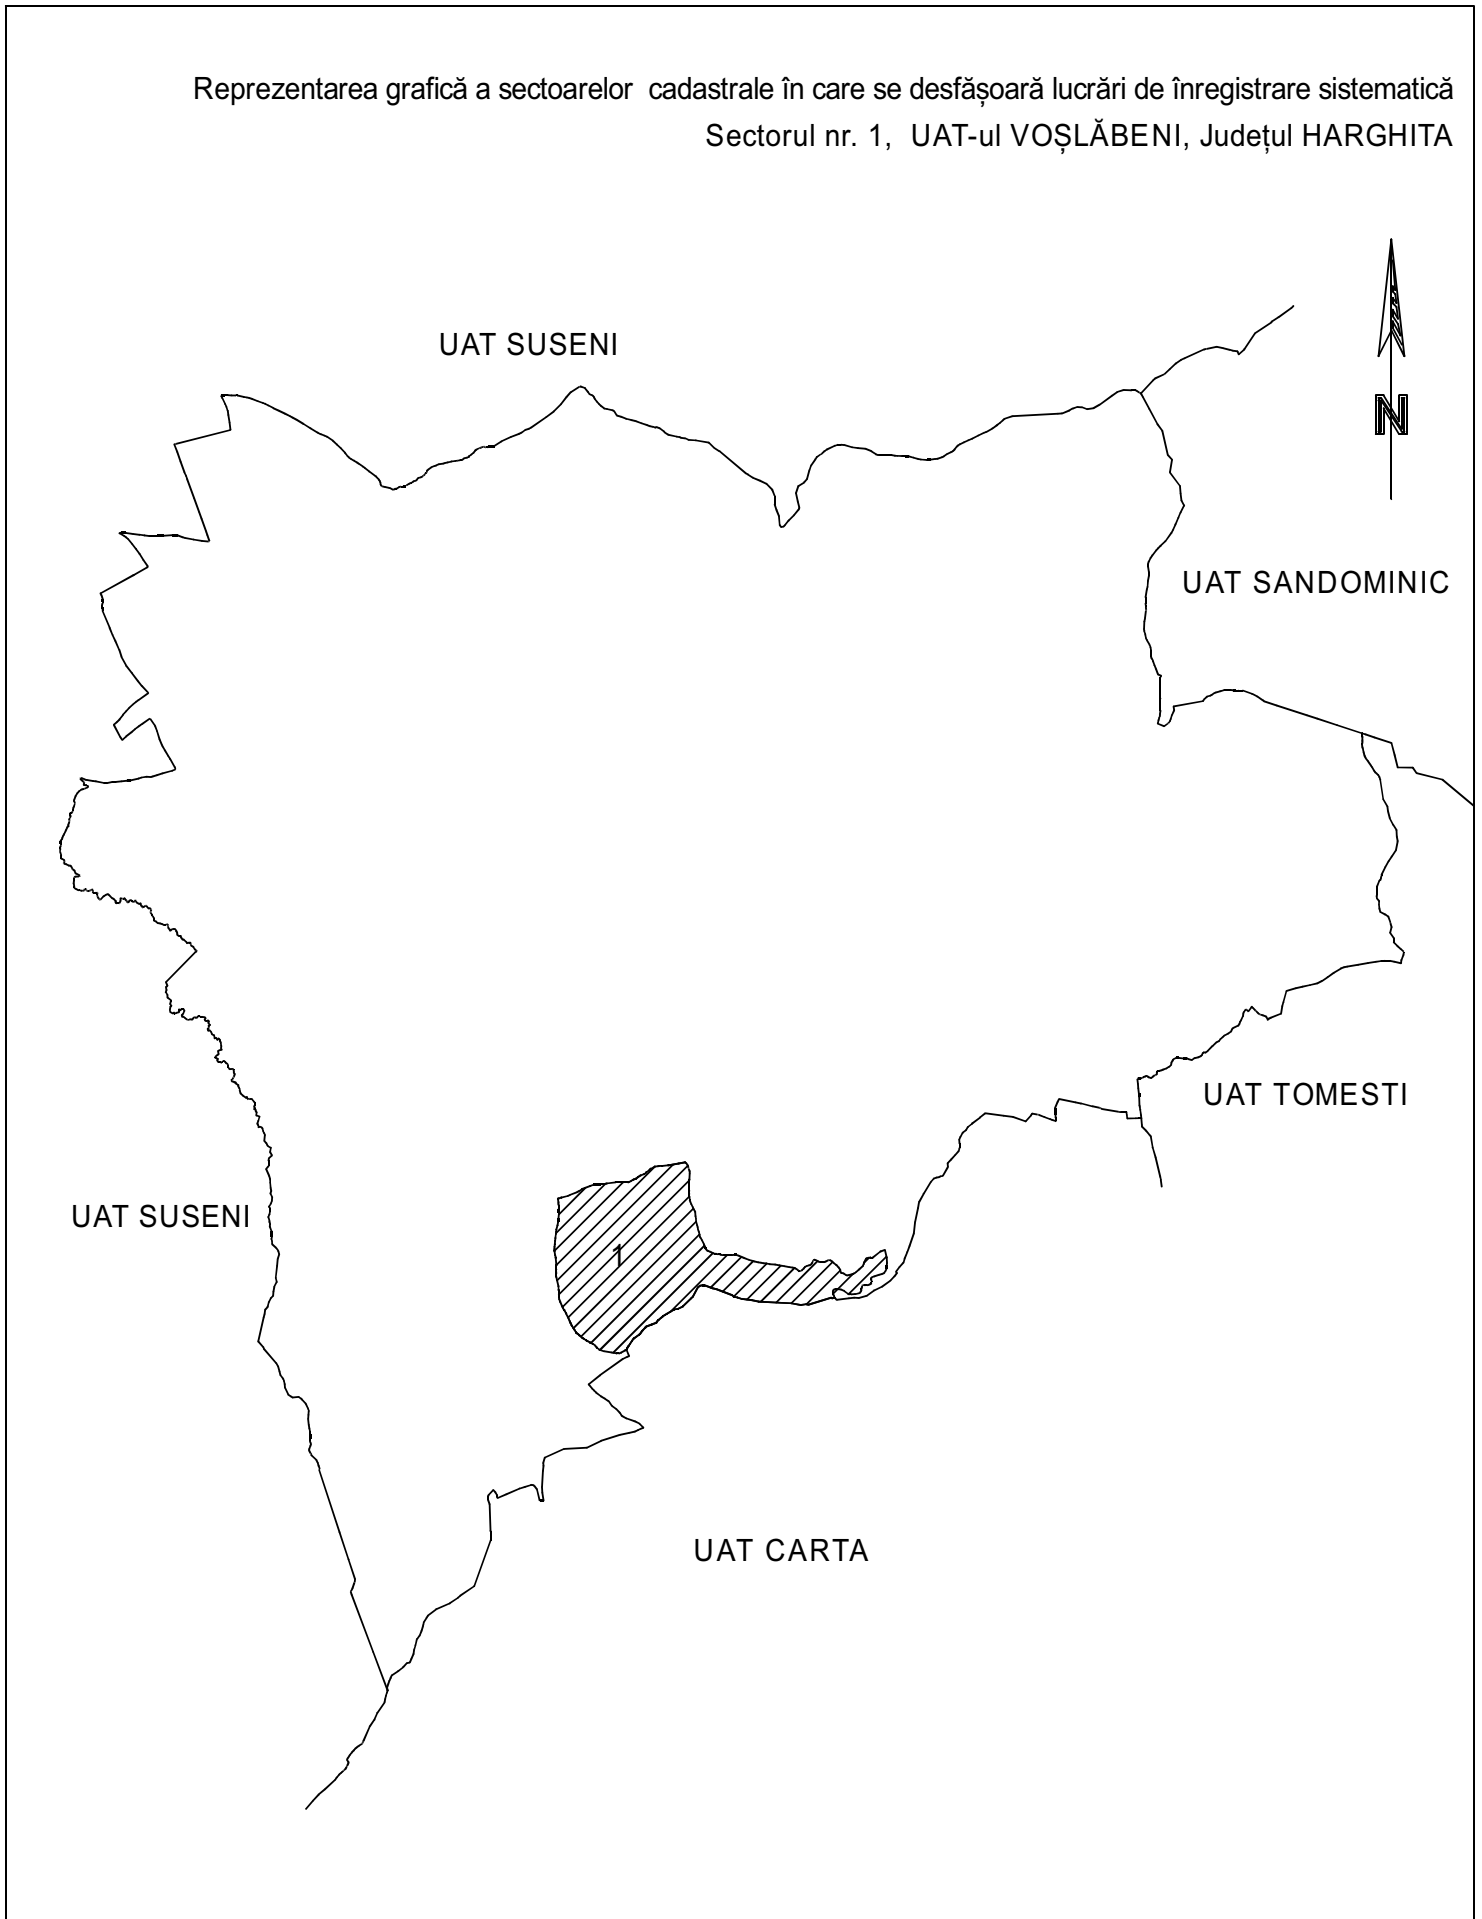 Reprezentarea grafică a sectoarelor cadastrale în care se desfășoară lucrări de înregistrare sistematică
Sectorul nr. 1, UAT-ul VOȘLĂBENI, Județul HARGHITA
UAT SUSENI
N
UAT SANDOMINIC
UAT TOMESTI
UAT SUSENI
1
UAT CARTA